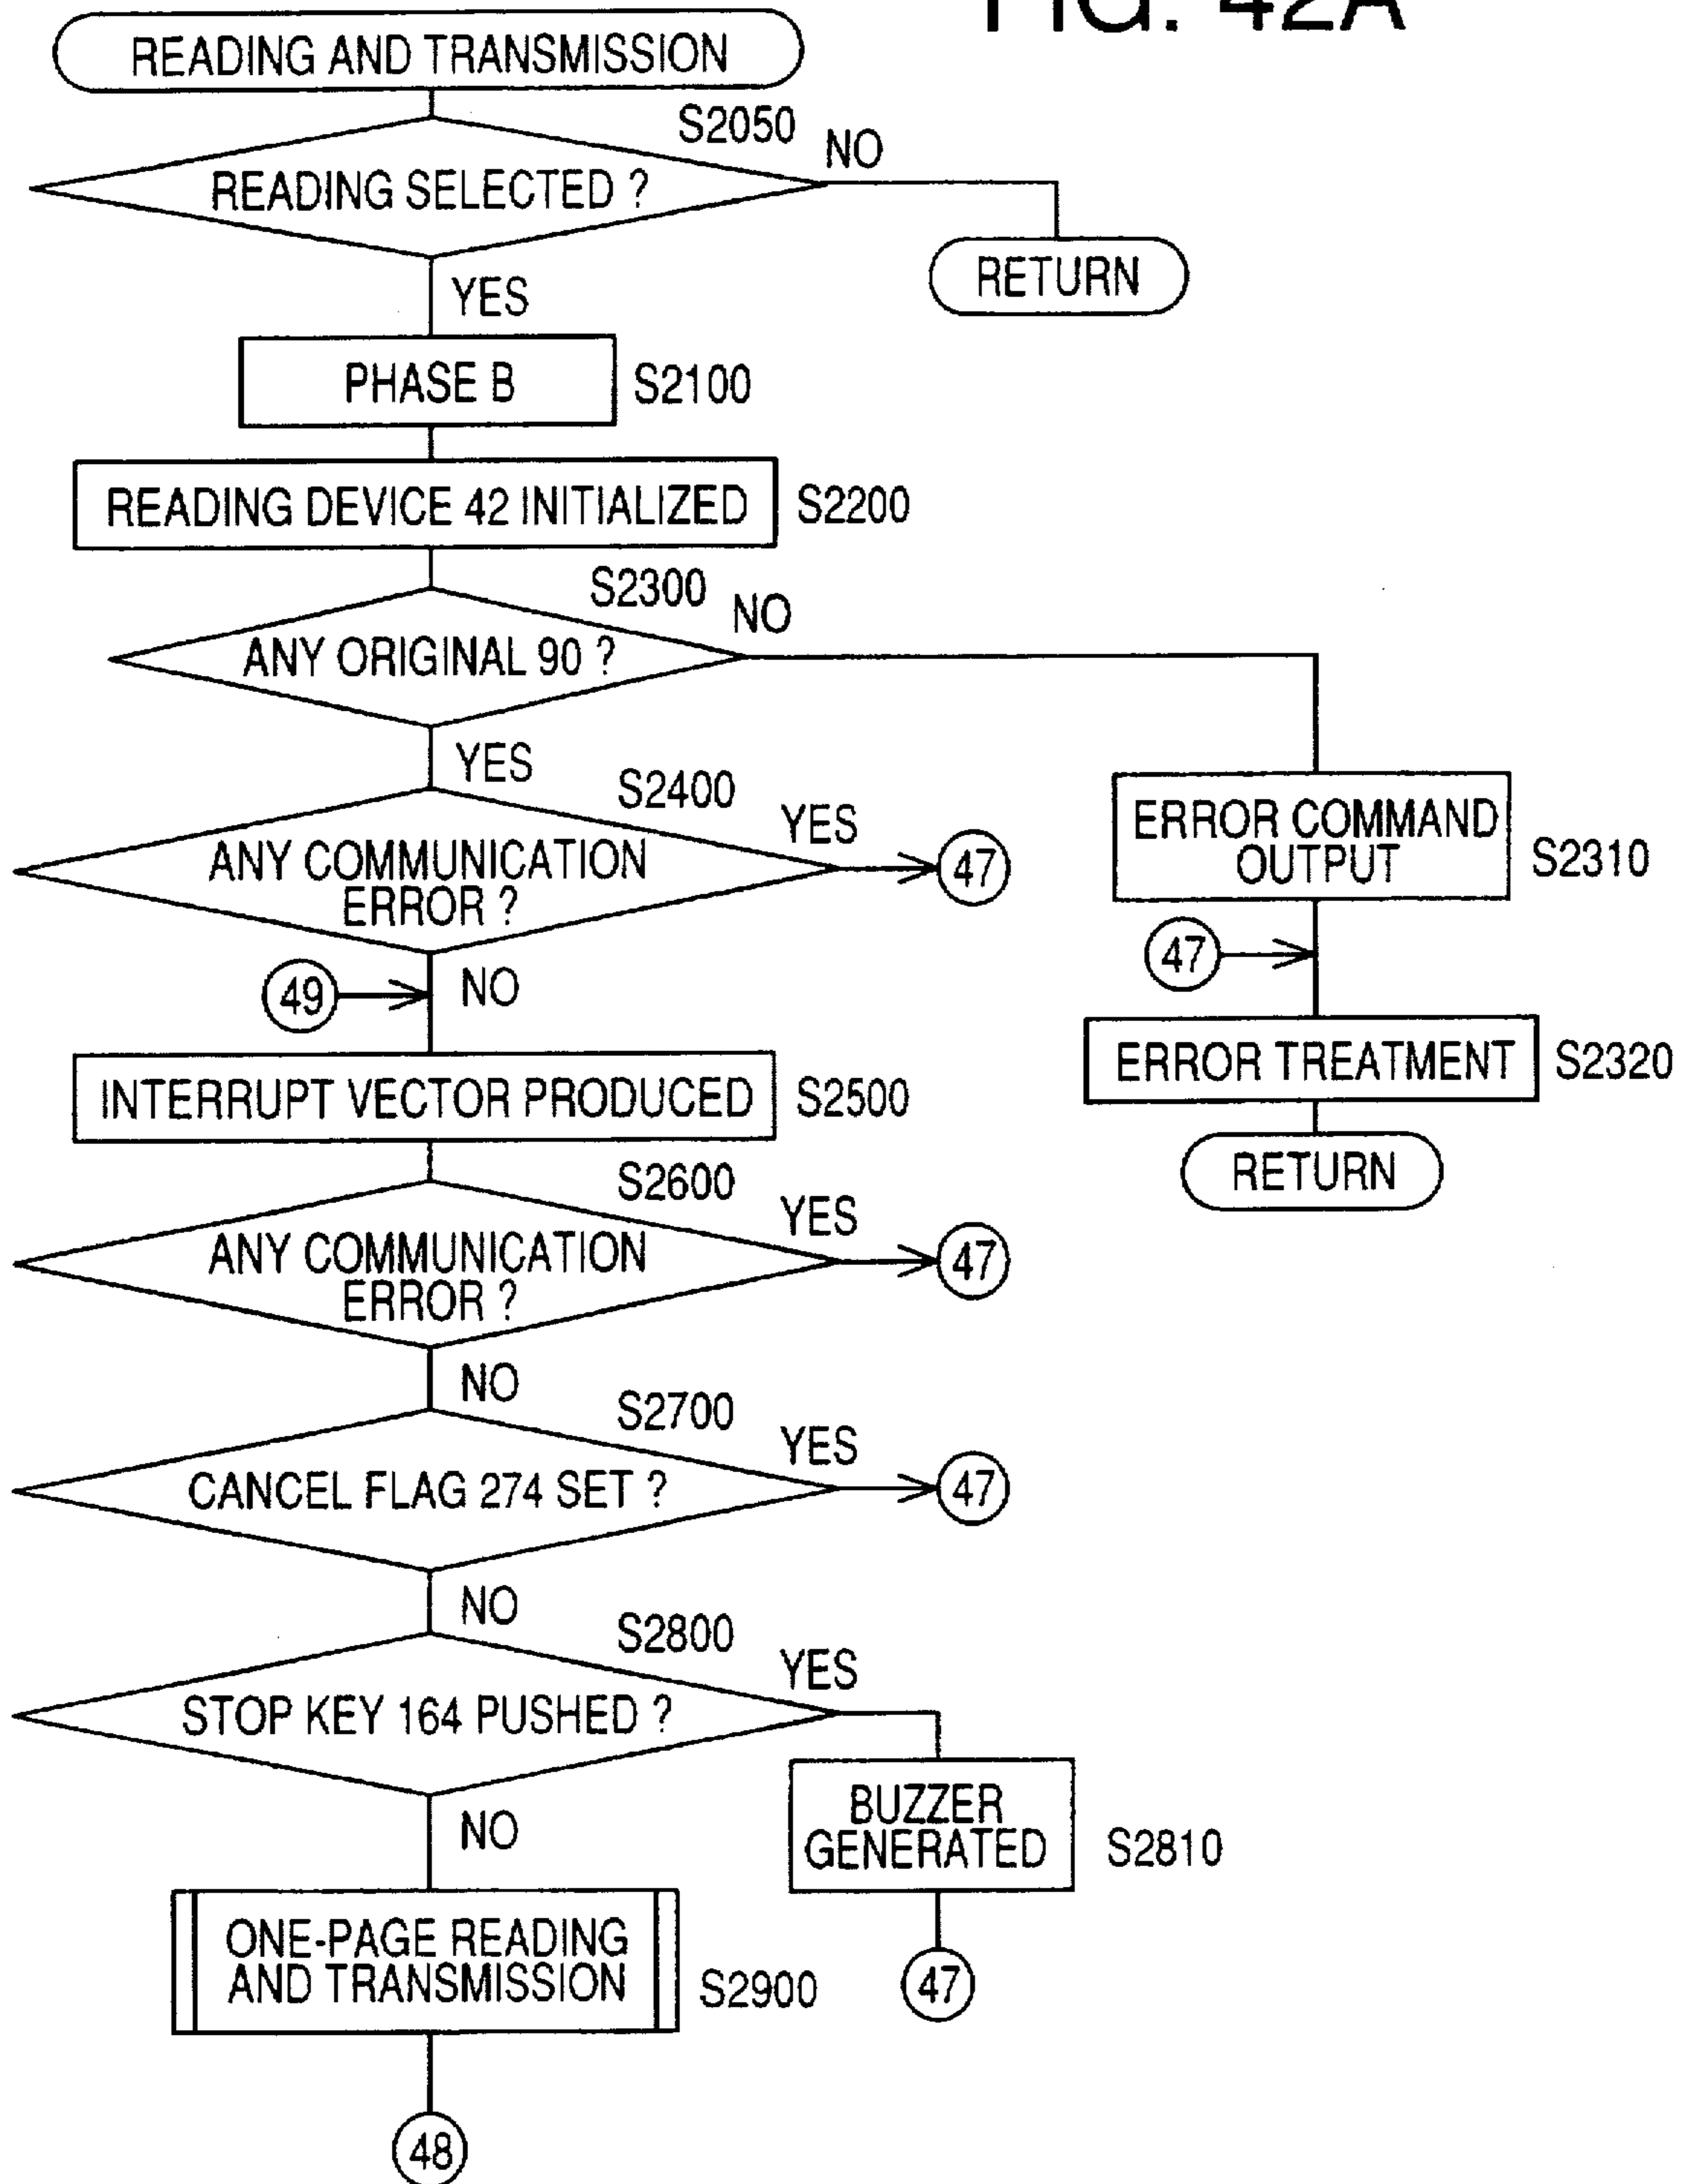 FIG. 42A
READING AND TRANSMISSION
S2050
NO
READING SELECTED ?
RETURN
YES
PHASE B
S2100
READING DEVICE 42 INITIALIZED
S2200
S2300
NO
ANY ORIGINAL 90 ?
YES
S2400
YES
ANY COMMUNICATION
ERROR ?
47
ERROR COMMAND
OUTPUT
S2310
47
49
NO
ERROR TREATMENT
S2320
INTERRUPT VECTOR PRODUCED
S2500
RETURN
S2600
YES
ANY COMMUNICATION
ERROR ?
47
NO
S2700
YES
CANCEL FLAG 274 SET ?
47
NO
S2800
YES
STOP KEY 164 PUSHED ?
BUZZER
GENERATED
S2810
NO
ONE-PAGE READING
AND TRANSMISSION
S2900
47
48